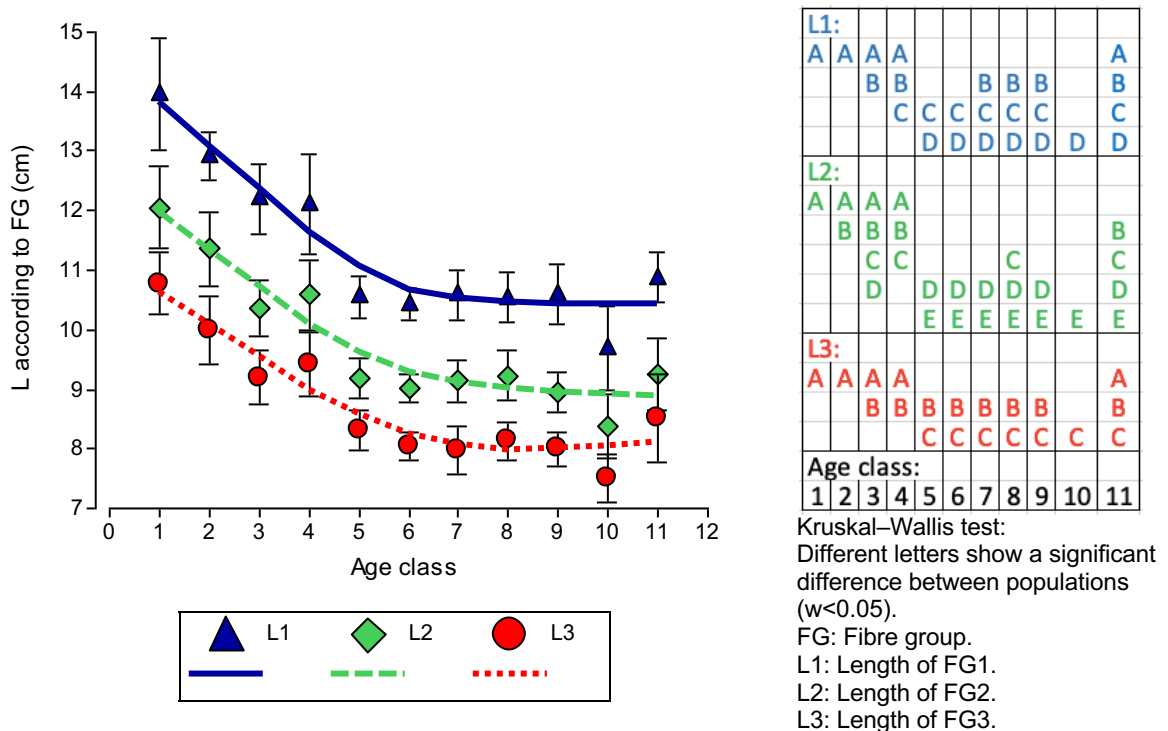 L according to FG (cm)
15
14
13
12
11
10
9
8
7
0 1 2 3 4 5 6 7 8 9 10 11 12
Age class
L1 L2 L3
L1:
A A A A A
B B B B B B
C C C C C C C
D D D D D D D
L2:
A A A A
B B B B
C C C C
D D D D D D D
E E E E E E E
L3:
A A A A A
B B B B B B B B
C C C C C C C
Age class:
1 2 3 4 5 6 7 8 9 10 11
Kruskal–Wallis test:
Different letters show a significant
difference between populations
(w<0.05).
FG: Fibre group.
L1: Length of FG1.
L2: Length of FG2.
L3: Length of FG3.